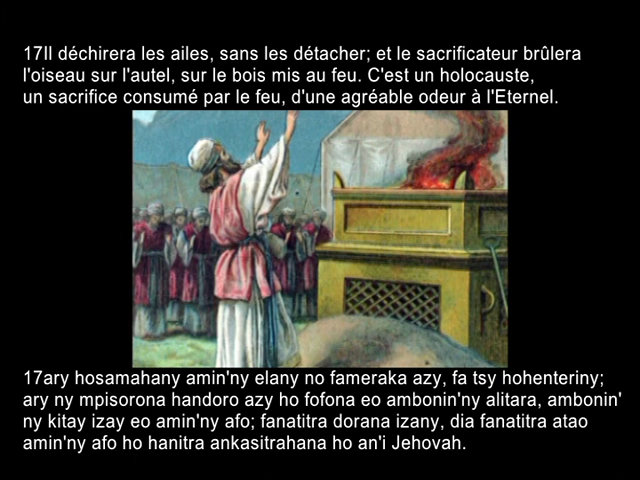 17Il déchirera les ailes, sans les détacher; et le sacrificateur brûlera
l'oiseau sur l'autel, sur le bois mis au feu. C'est un holocauste,
un sacrifice consumé par le feu, d'une agréable odeur à l'Eternel.
17ary hosamahany amin'ny elany no fameraka azy, fa tsy hohenteriny;
ary ny mpisorona handoro azy ho fofona eo ambonin'ny alitara, ambonin'
ny kitay izay eo amin'ny afo; fanatitra dorana izany, dia fanatitra atao
amin'ny afo ho hanitra ankasitrahana ho an'i Jehovah.